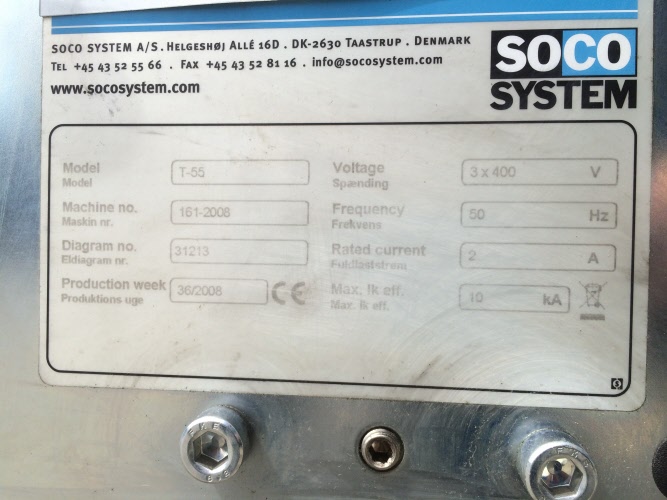 SOCO SYSTEM A/S . HELGESHØJ ALLÉ 16D . DK-2630 TAASTRUP . DENMARK
TEL +45 43 52 55 66 . FAX +45 43 52 81 16 . info@socosystem.com
www.socosystem.com
SOCO
SYSTEM
Model T-55 Voltage 3 x 400 V
Model Spænding
Machine no. 161-2008 Frequency 50 Hz
Maskin nr. Frekvens
Diagram no. 31213 Rated current 2 A
Eldiagram nr. Fuldlaststrøm
Production week 36/2008 CE Max. Ik eff. 10 kA
Produktions uge Max. Ik eff.